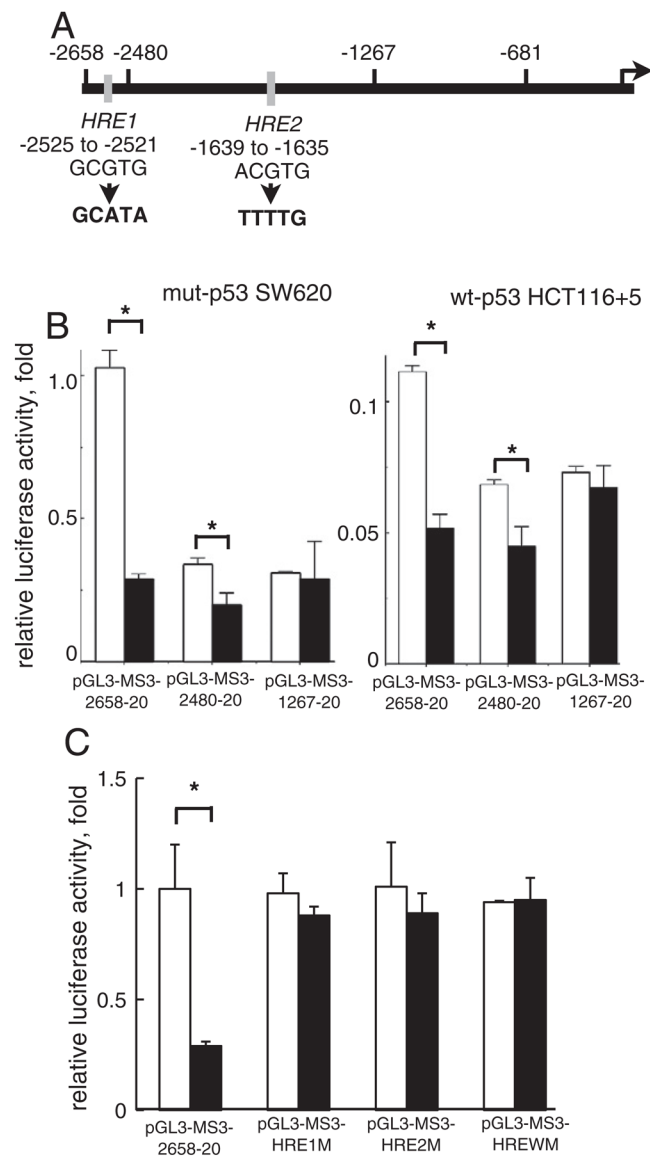 A
-2658 -2480 -1267 -681
HRE1
-2525 to -2521
GCGTG
GCATA
HRE2
-1639 to -1635
ACGTG
TTTTG
B
mut-p53 SW620
wt-p53 HCT116+5
relative luciferase activity, fold
1.0
0.5
0
*
*
pGL3-MS3-
2658-20
pGL3-MS3-
2480-20
pGL3-MS3-
1267-20
0.1
0.05
0
*
*
pGL3-MS3-
2658-20
pGL3-MS3-
2480-20
pGL3-MS3-
1267-20
C
relative luciferase activity, fold
1.5
1
0.5
0
*
pGL3-MS3-
2658-20
pGL3-MS3-
HRE1M
pGL3-MS3-
HRE2M
pGL3-MS3-
HREWM